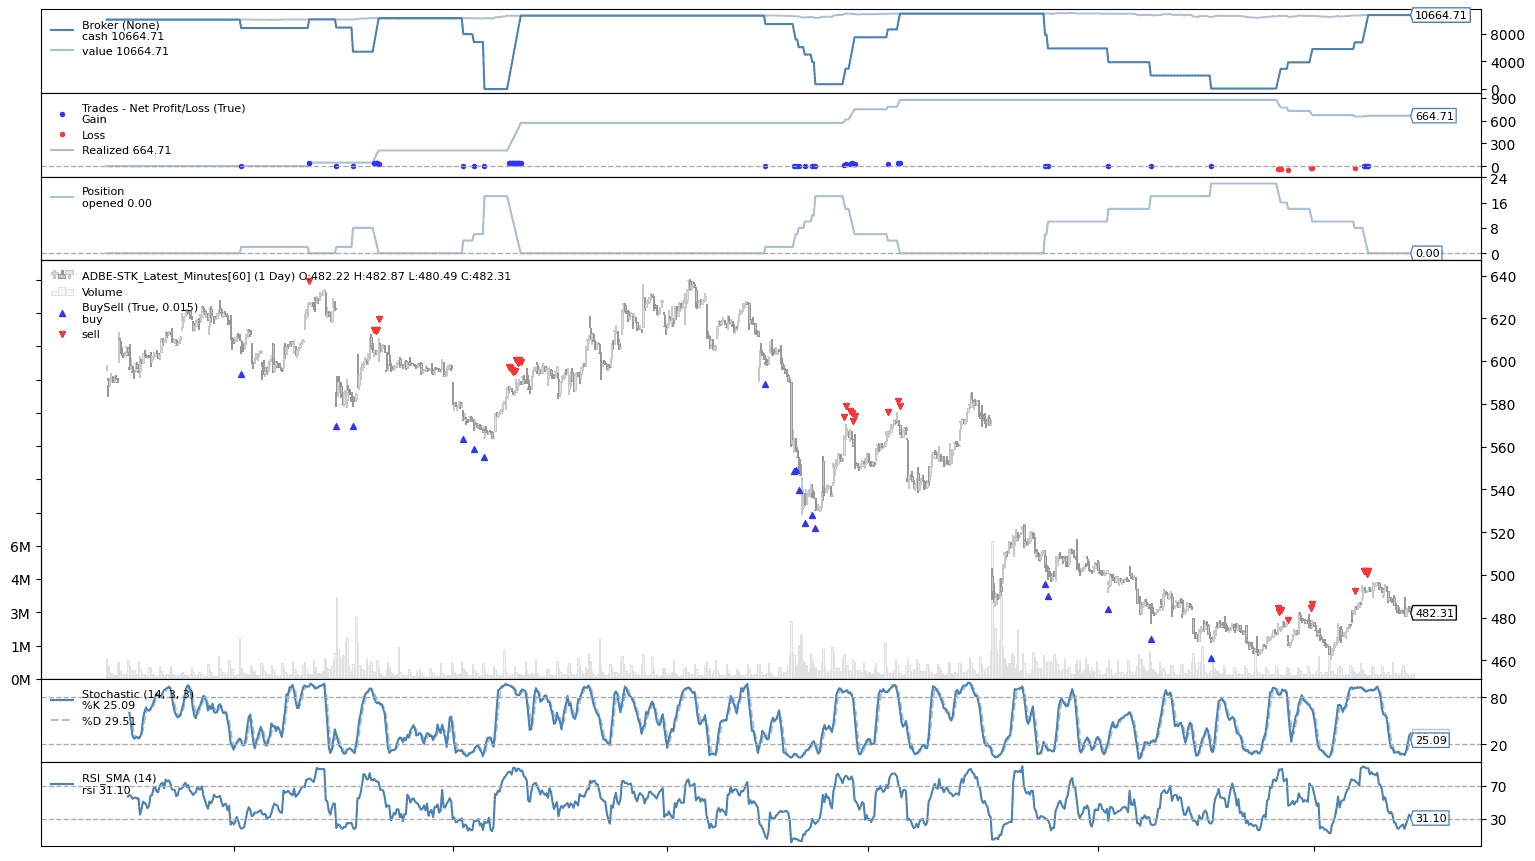 Broker (None)
cash 10664.71
value 10664.71
10664.71
8000
4000
0
Trades - Net Profit/Loss (True)
Gain
Loss
Realized 664.71
900
600
664.71
300
0
Position
opened 0.00
24
16
8
0
0.00
ADBE-STK_Latest_Minutes[60] (1 Day) O:482.22 H:482.87 L:480.49 C:482.31
Volume
BuySell (True, 0.015)
buy
sell
640
620
600
580
560
540
520
500
482.31
480
460
6M
4M
3M
1M
0M
Stochastic (14, 3, 3)
%K 25.09
%D 29.51
80
25.09
20
RSI_SMA (14)
rsi 31.10
70
31.10
30